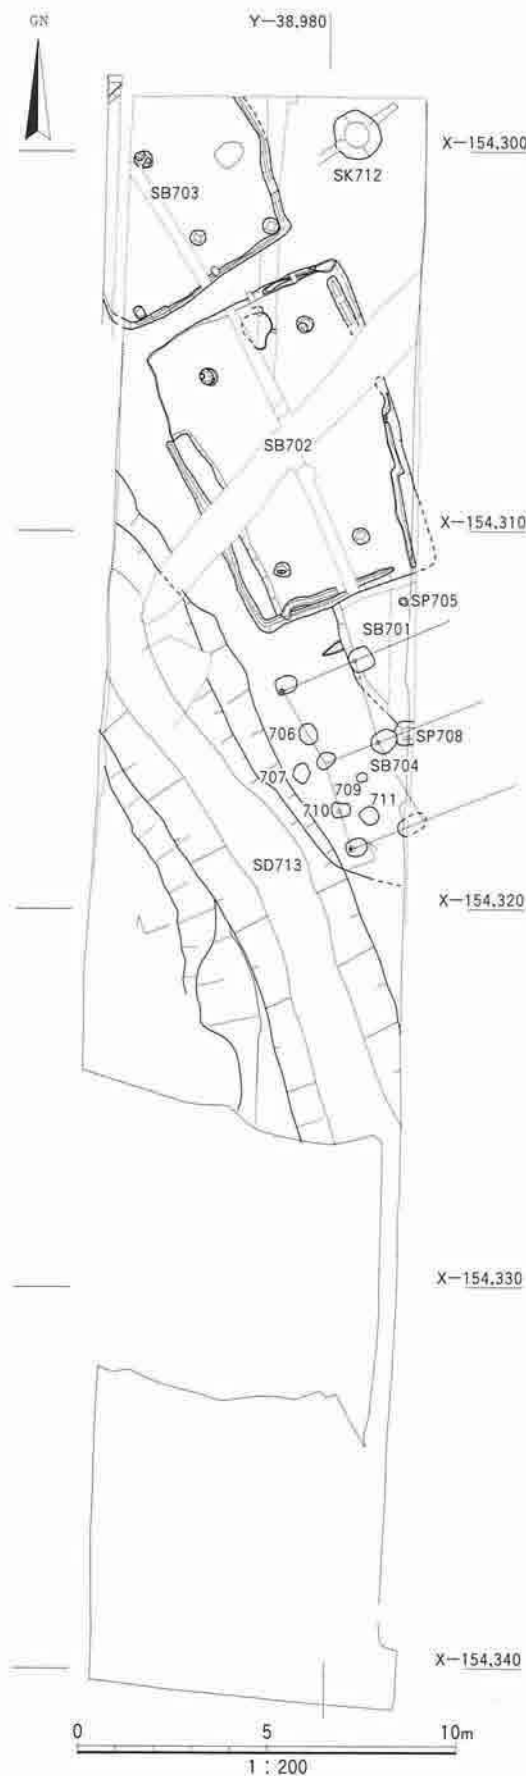 GN
Y−38,980
X−154,300
SK712
SB703
SB702
X−154,310
SP705
SB701
706
SP708
SB704
707
709
710
711
SD713
X−154,320
X−154,330
X−154,340
0 5 10m
1 : 200